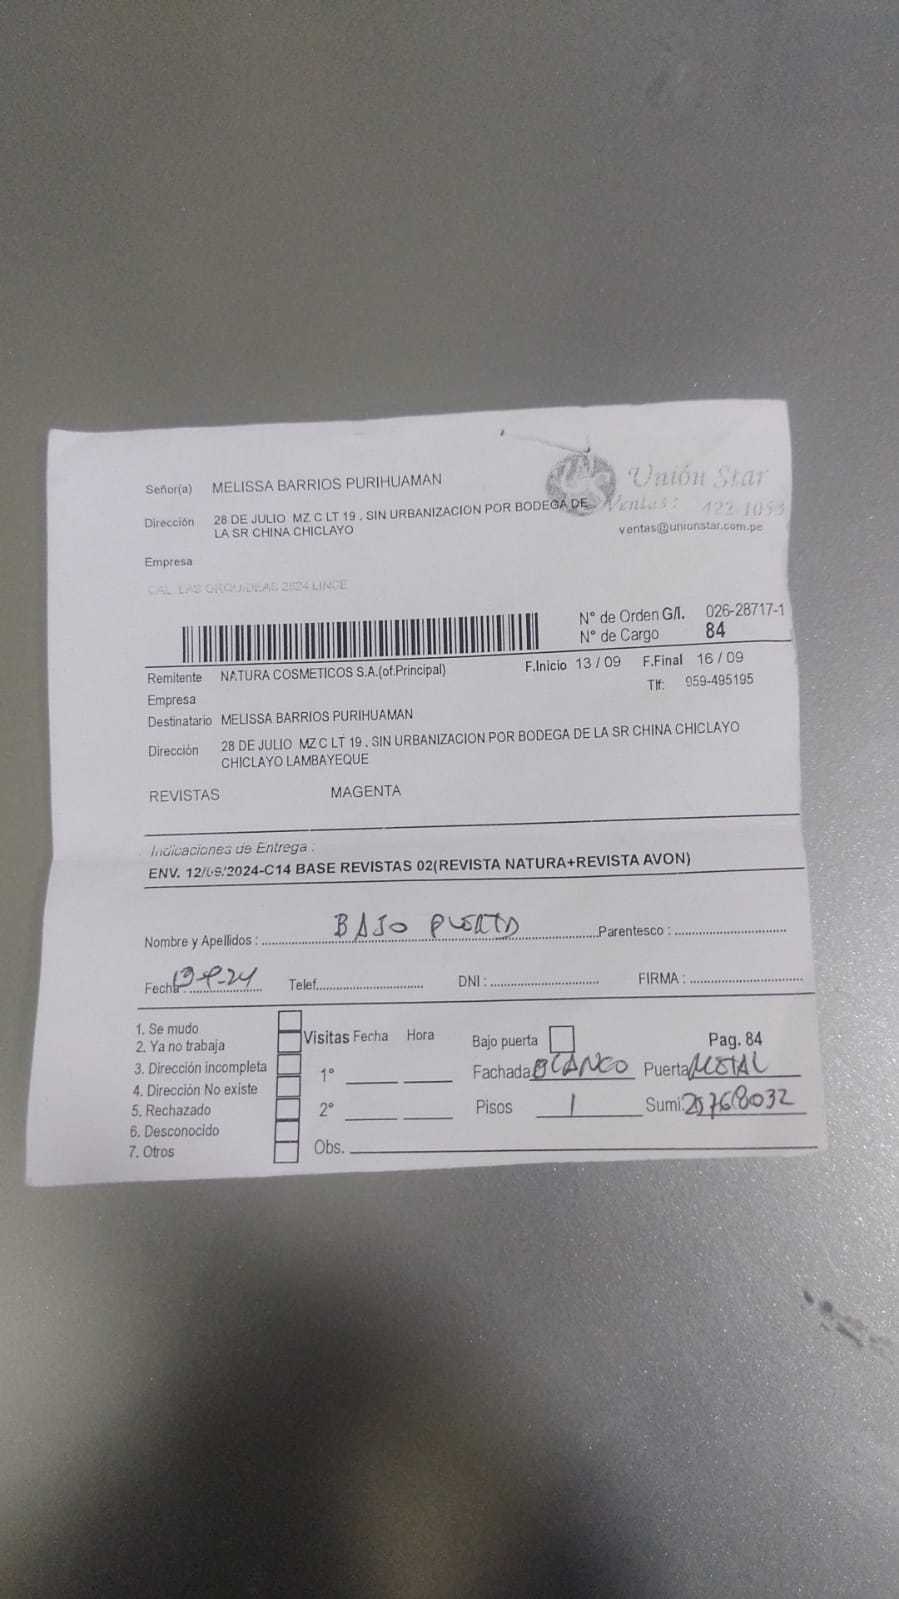 Señor(a) MELISSA BARRIOS PURIHUAMAN
Unión Star
Dirección 28 DE JULIO MZ C LT 19 , SIN URBANIZACION POR BODEGA DE
LA SR CHINA CHICLAYO
Ventas: 422-1053
ventas@unionstar.com.pe
Empresa
CAL. LAS ORQUIDEAS 2624 LINCE
N° de Orden G/I. 026-28717-1
N° de Cargo 84
Remitente NATURA COSMETICOS S.A.(of.Principal)
F.Inicio 13 / 09 F.Final 16 / 09
Empresa
Tlf: 959-495195
Destinatario MELISSA BARRIOS PURIHUAMAN
Dirección 28 DE JULIO MZ C LT 19 , SIN URBANIZACION POR BODEGA DE LA SR CHINA CHICLAYO
CHICLAYO LAMBAYEQUE
REVISTAS MAGENTA
Indicaciones de Entrega :
ENV. 12/09/2024-C14 BASE REVISTAS 02(REVISTA NATURA+REVISTA AVON)
Nombre y Apellidos : BAJO PUERTA Parentesco :
Fecha : 13-9-24 Telef. DNI : FIRMA :
1. Se mudo
2. Ya no trabaja
3. Dirección incompleta
4. Dirección No existe
5. Rechazado
6. Desconocido
7. Otros
Visitas Fecha Hora
1°
2°
Obs.
Bajo puerta Pag. 84
Fachada BLANCO Puerta METAL
Pisos 1 Sumi: 25768032